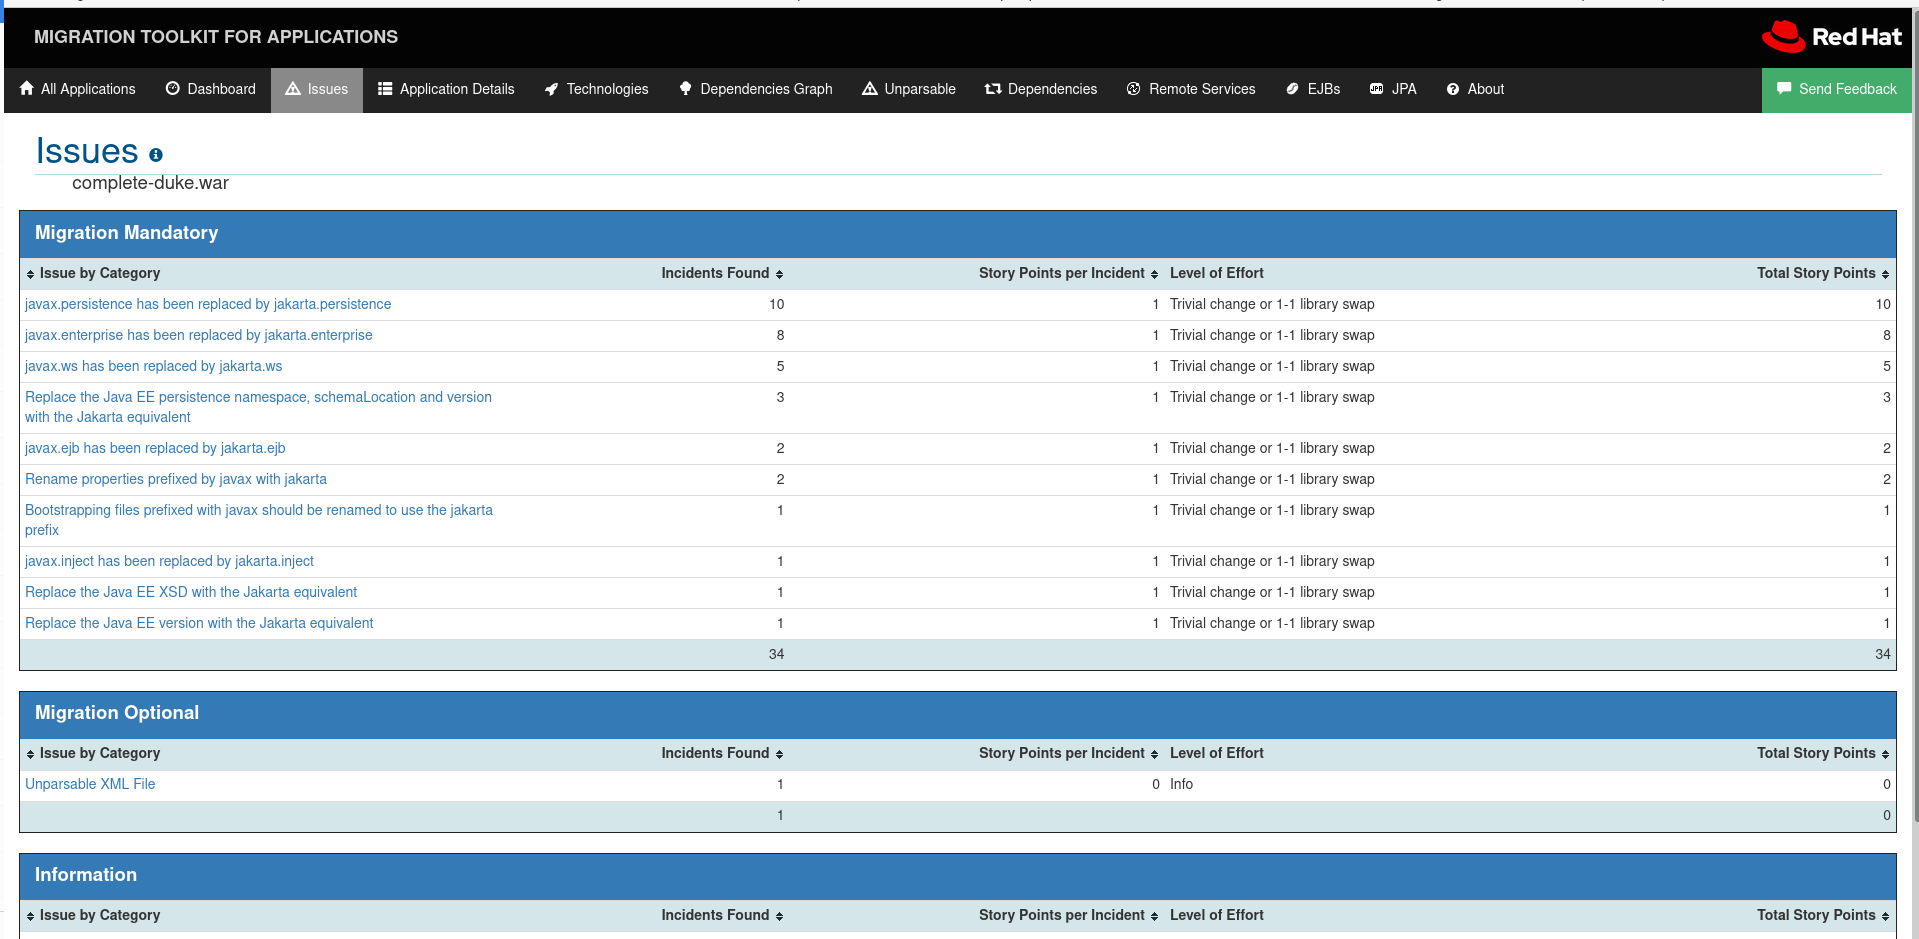 MIGRATION TOOLKIT FOR APPLICATIONS
Red Hat
All Applications Dashboard Issues Application Details Technologies Dependencies Graph Unparsable Dependencies Remote Services EJBs JPA About Send Feedback
Issues
complete-duke.war
Migration Mandatory
Issue by Category Incidents Found Story Points per Incident Level of Effort Total Story Points
javax.persistence has been replaced by jakarta.persistence 10 1 Trivial change or 1-1 library swap 10
javax.enterprise has been replaced by jakarta.enterprise 8 1 Trivial change or 1-1 library swap 8
javax.ws has been replaced by jakarta.ws 5 1 Trivial change or 1-1 library swap 5
Replace the Java EE persistence namespace, schemaLocation and version 3 1 Trivial change or 1-1 library swap 3
with the Jakarta equivalent
javax.ejb has been replaced by jakarta.ejb 2 1 Trivial change or 1-1 library swap 2
Rename properties prefixed by javax with jakarta 2 1 Trivial change or 1-1 library swap 2
Bootstrapping files prefixed with javax should be renamed to use the jakarta 1 1 Trivial change or 1-1 library swap 1
prefix
javax.inject has been replaced by jakarta.inject 1 1 Trivial change or 1-1 library swap 1
Replace the Java EE XSD with the Jakarta equivalent 1 1 Trivial change or 1-1 library swap 1
Replace the Java EE version with the Jakarta equivalent 1 1 Trivial change or 1-1 library swap 1
34 34
Migration Optional
Issue by Category Incidents Found Story Points per Incident Level of Effort Total Story Points
Unparsable XML File 1 0 Info 0
1 0
Information
Issue by Category Incidents Found Story Points per Incident Level of Effort Total Story Points